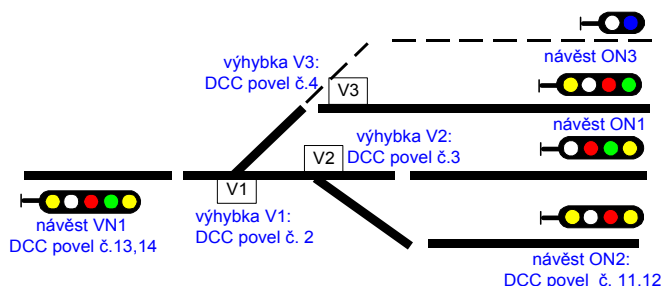 návěst ON3
výhybka V3:
DCC povel č.4
V3
návěst ON1
V2
výhybka V2:
DCC povel č.3
V1
návěst VN1
DCC povel č.13,14
výhybka V1:
DCC povel č. 2
návěst ON2:
DCC povel č. 11,12